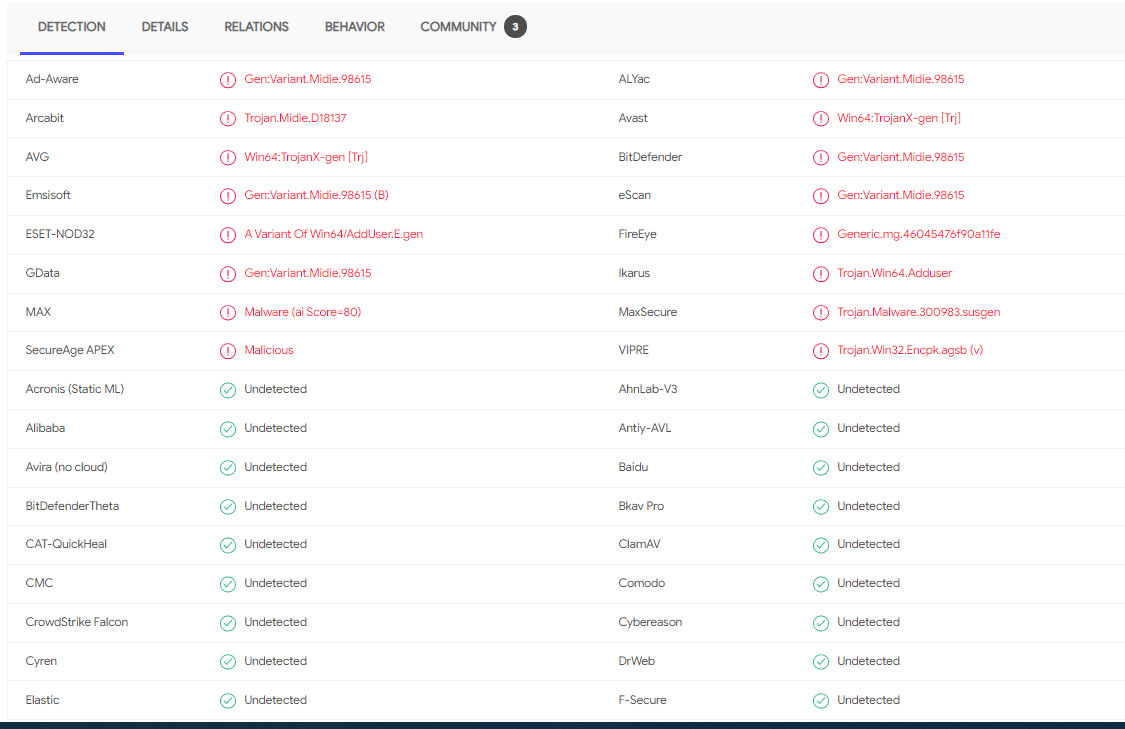 DETECTION DETAILS RELATIONS BEHAVIOR COMMUNITY 3
Ad-Aware Gen:Variant.Midie.98615 ALYac Gen:Variant.Midie.98615
Arcabit Trojan.Midie.D18137 Avast Win64:TrojanX-gen [Trj]
AVG Win64:TrojanX-gen [Trj] BitDefender Gen:Variant.Midie.98615
Emsisoft Gen:Variant.Midie.98615 (B) eScan Gen:Variant.Midie.98615
ESET-NOD32 A Variant Of Win64/AddUser.E.gen FireEye Generic.mg.46045476f90a11fe
GData Gen:Variant.Midie.98615 Ikarus Trojan.Win64.Adduser
MAX Malware (ai Score=80) MaxSecure Trojan.Malware.300983.susgen
SecureAge APEX Malicious VIPRE Trojan.Win32.Encpk.agsb (v)
Acronis (Static ML) Undetected AhnLab-V3 Undetected
Alibaba Undetected Antiy-AVL Undetected
Avira (no cloud) Undetected Baidu Undetected
BitDefenderTheta Undetected Bkav Pro Undetected
CAT-QuickHeal Undetected ClamAV Undetected
CMC Undetected Comodo Undetected
CrowdStrike Falcon Undetected Cybereason Undetected
Cyren Undetected DrWeb Undetected
Elastic Undetected F-Secure Undetected